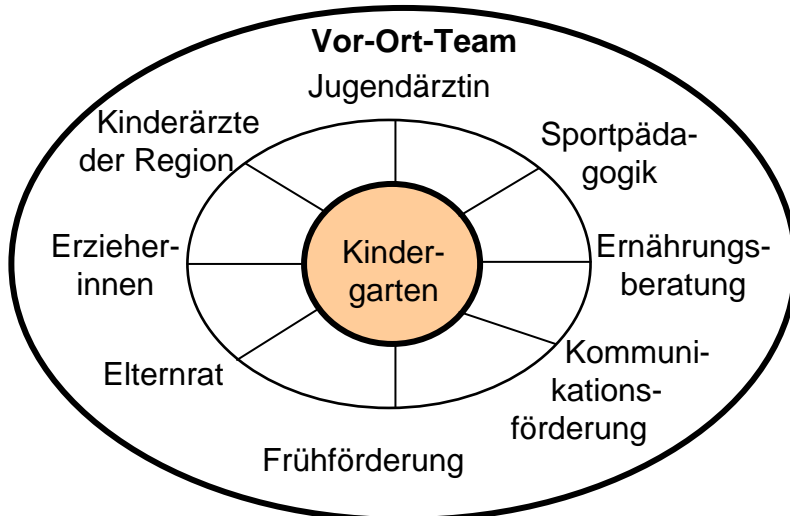 Vor-Ort-Team
Jugendärztin
Kinderärzte
der Region
Sportpäda-
gogik
Erzieher-
innen
Kinder-
garten
Ernährungs-
beratung
Elternrat
Kommuni-
kations-
förderung
Frühförderung